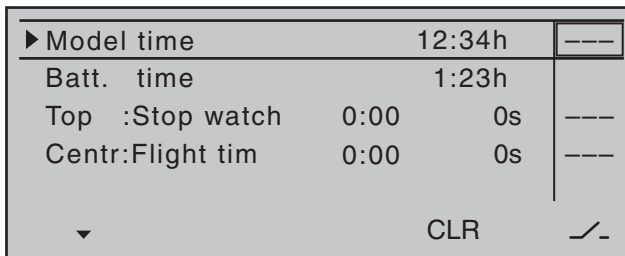 Model time 12:34h ---
Batt. time 1:23h
Top :Stop watch 0:00 0s ---
Centr:Flight tim 0:00 0s ---
CLR